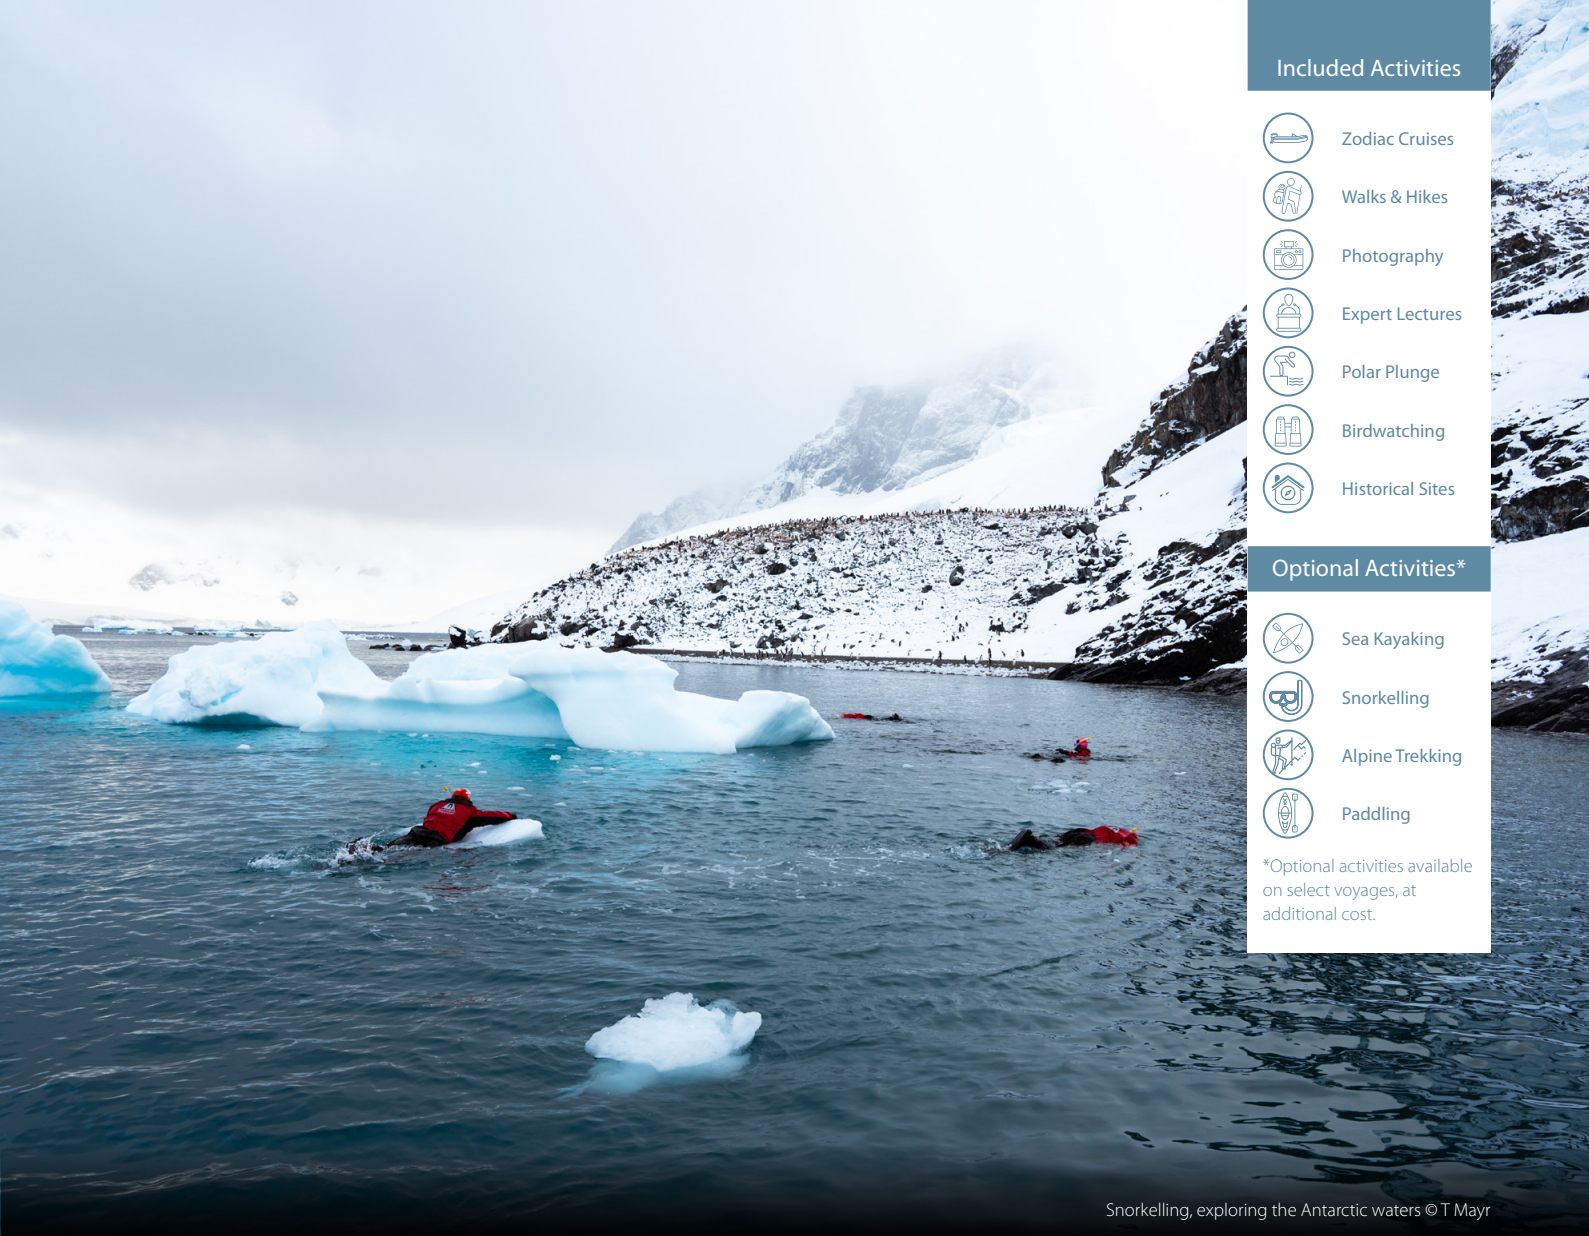 Included Activities
Zodiac Cruises
Walks & Hikes
Photography
Expert Lectures
Polar Plunge
Birdwatching
Historical Sites
Optional Activities*
Sea Kayaking
Snorkelling
Alpine Trekking
Paddling
*Optional activities available
on select voyages, at
additional cost.
Snorkelling, exploring the Antarctic waters © T Mayr